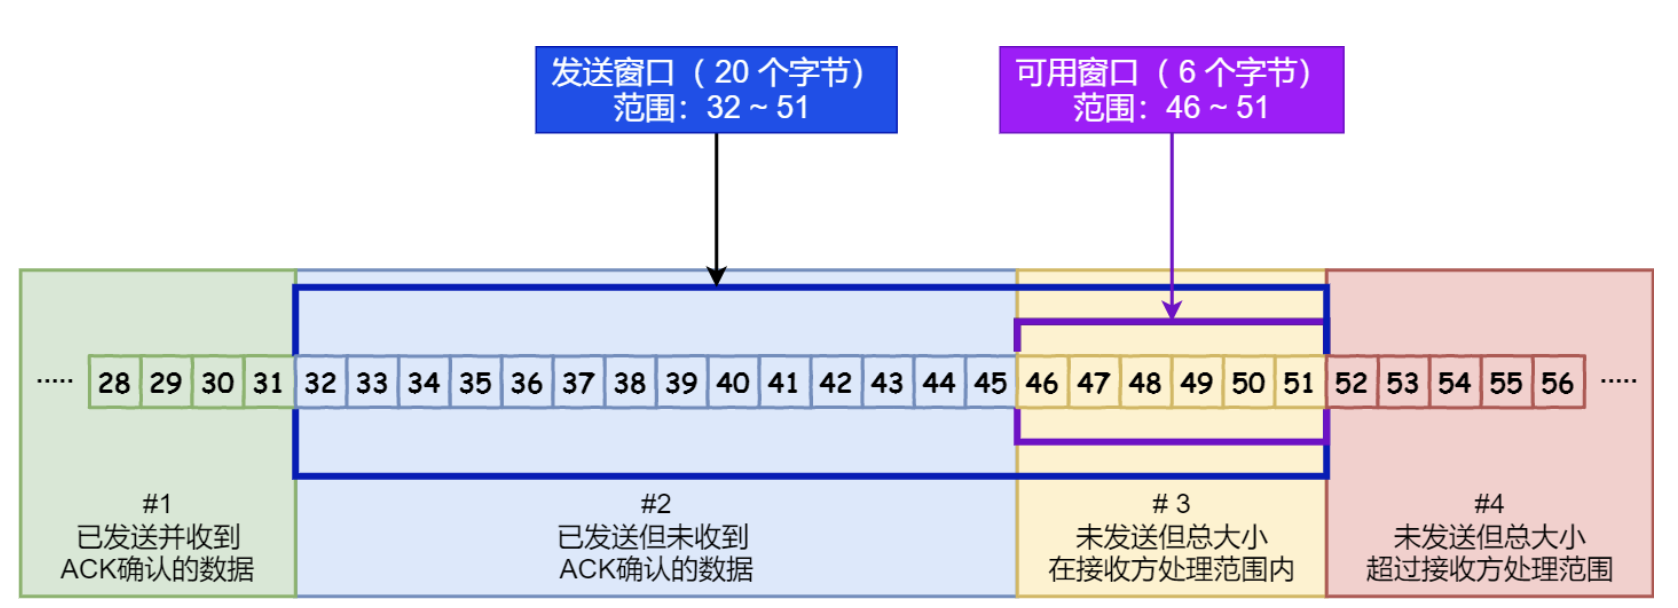 发送窗口（20 个字节）
范围：32 ~ 51
可用窗口（6 个字节）
范围：46 ~ 51
..... 28 29 30 31 32 33 34 35 36 37 38 39 40 41 42 43 44 45 46 47 48 49 50 51 52 53 54 55 56 .....
#1
已发送并收到
ACK确认的数据
#2
已发送但未收到
ACK确认的数据
# 3
未发送但总大小
在接收方处理范围内
#4
未发送但总大小
超过接收方处理范围